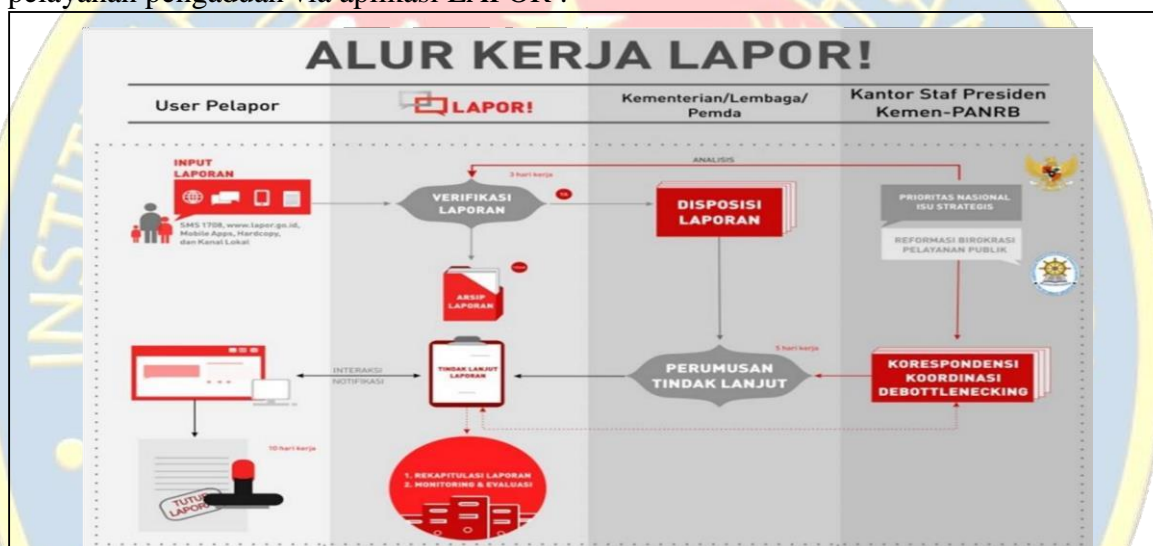 pelayanan pengaduan via aplikasi LAPOR !
ALUR KERJA LAPOR!
User Pelapor
LAPOR!
Kementerian/Lembaga/
Pemda
Kantor Staf Presiden
Kemen-PANRB
INPUT
LAPORAN
SMS 1708, www.lapor.go.id,
Mobile Apps, Hardcopy,
dan Kanal Lokal
ANALISIS
3 hari kerja
VERIFIKASI
LAPORAN
DISPOSISI
LAPORAN
PRIORITAS NASIONAL
ISU STRATEGIS
REFORMASI BIROKRASI
PELAYANAN PUBLIK
ARSIP
LAPORAN
INTERAKSI
NOTIFIKASI
TINDAK LANJUT
LAPORAN
5 hari kerja
PERUMUSAN
TINDAK LANJUT
KORESPONDENSI
KOORDINASI
DEBOTTLENECKING
10 hari kerja
TUTUP
LAPOR
1. REKAPITULASI LAPORAN
2. MONITORING & EVALUASI
INSTIT